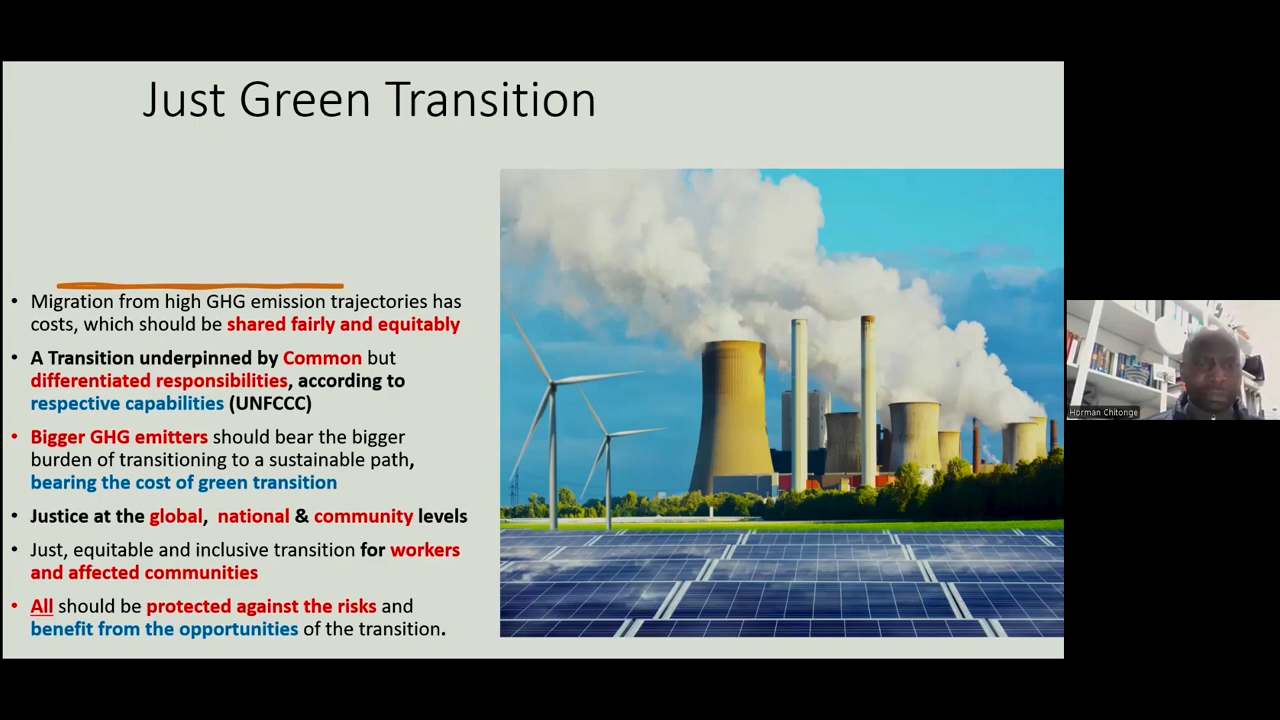 Just Green Transition
• Migration from high GHG emission trajectories has
costs, which should be shared fairly and equitably
• A Transition underpinned by Common but
differentiated responsibilities, according to
respective capabilities (UNFCCC)
• Bigger GHG emitters should bear the bigger
burden of transitioning to a sustainable path,
bearing the cost of green transition
• Justice at the global, national & community levels
• Just, equitable and inclusive transition for workers
and affected communities
• All should be protected against the risks and
benefit from the opportunities of the transition.
Horman Chitonge